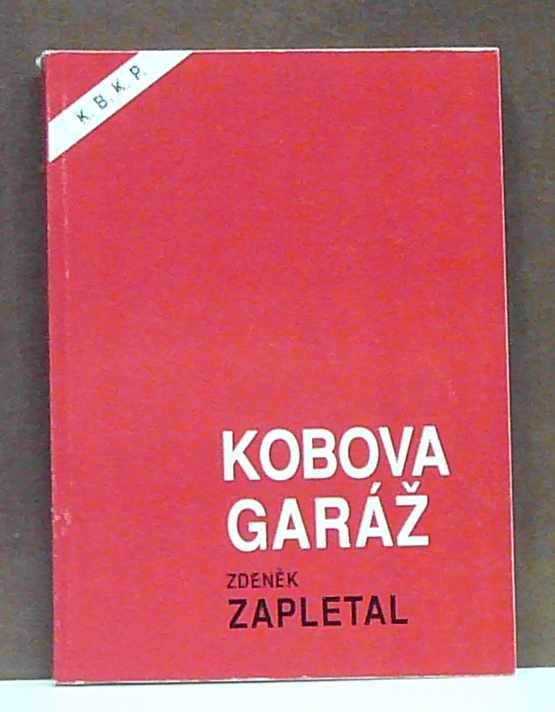 K. B. K. P.
KOBOVA
GARÁŽ
ZDENĚK
ZAPLETAL